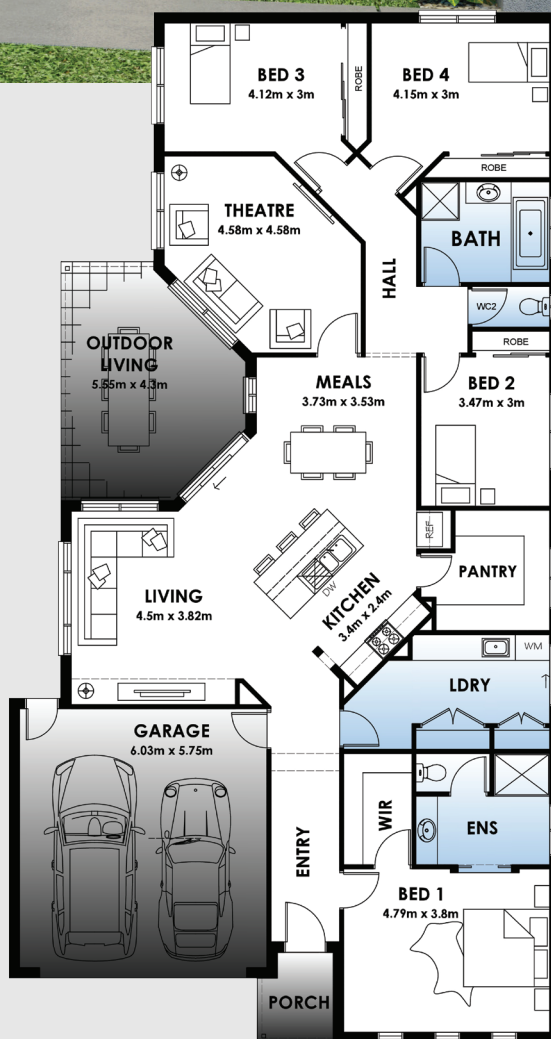 BED 3
4.12m x 3m
ROBE
BED 4
4.15m x 3m
ROBE
THEATRE
4.58m x 4.58m
BATH
HALL
WC2
ROBE
OUTDOOR
LIVING
5.55m x 4.3m
MEALS
3.73m x 3.53m
BED 2
3.47m x 3m
REF
PANTRY
LIVING
4.5m x 3.82m
DW
KITCHEN
3.4m x 2.4m
WM
LDRY
GARAGE
6.03m x 5.75m
WIR
ENS
ENTRY
BED 1
4.79m x 3.8m
PORCH